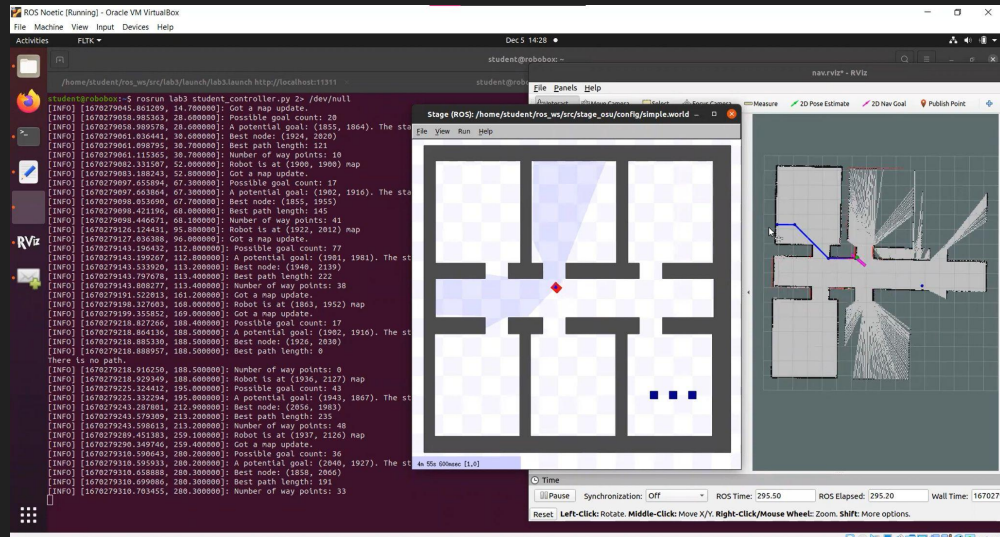 ROS Noetic [Running] - Oracle VM VirtualBox
File Machine View Input Devices Help
Activities FLTK Dec 5 14:28
student@robobox: ~
/home/student/ros_ws/src/lab3/launch/lab3.launch http://localhost:11311
student@robo
student@robobox:~$ rosrun lab3 student_controller.py 2> /dev/null
[INFO] [1670279045.861209, 14.700000]: Got a map update.
[INFO] [1670279058.985363, 28.600000]: Possible goal count: 20
[INFO] [1670279058.989578, 28.600000]: A potential goal: (1855, 1864). The sta
[INFO] [1670279061.036441, 30.600000]: Best node: (1924, 2020)
[INFO] [1670279061.098795, 30.700000]: Best path length: 121
[INFO] [1670279061.115365, 30.700000]: Number of way points: 10
[INFO] [1670279082.331587, 52.000000]: Robot is at (1900, 1900) map
[INFO] [1670279083.188243, 52.800000]: Got a map update.
[INFO] [1670279097.655894, 67.300000]: Possible goal count: 17
[INFO] [1670279097.663864, 67.300000]: A potential goal: (1902, 1916). The sta
[INFO] [1670279098.053690, 67.700000]: Best node: (1855, 1955)
[INFO] [1670279098.421196, 68.000000]: Best path length: 145
[INFO] [1670279098.446671, 68.100000]: Number of way points: 41
[INFO] [1670279126.124431, 95.800000]: Robot is at (1922, 2012) map
[INFO] [1670279127.036388, 96.000000]: Got a map update.
[INFO] [1670279143.196432, 112.800000]: Possible goal count: 77
[INFO] [1670279143.199267, 112.800000]: A potential goal: (1901, 1981). The st
[INFO] [1670279143.533920, 113.200000]: Best node: (1940, 2139)
[INFO] [1670279143.797678, 113.400000]: Best path length: 222
[INFO] [1670279143.808277, 113.400000]: Number of way points: 38
[INFO] [1670279191.522013, 161.200000]: Got a map update.
[INFO] [1670279198.327603, 168.000000]: Robot is at (1863, 1952) map
[INFO] [1670279199.355852, 169.000000]: Got a map update.
[INFO] [1670279218.827266, 188.400000]: Possible goal count: 17
[INFO] [1670279218.864136, 188.500000]: A potential goal: (1902, 1916). The st
[INFO] [1670279218.885330, 188.500000]: Best node: (1926, 2030)
[INFO] [1670279218.888957, 188.500000]: Best path length: 0
There is no path.
[INFO] [1670279218.916250, 188.500000]: Number of way points: 0
[INFO] [1670279218.929349, 188.600000]: Robot is at (1936, 2127) map
[INFO] [1670279225.324412, 195.000000]: Possible goal count: 43
[INFO] [1670279225.332294, 195.000000]: A potential goal: (1943, 1867). The st
[INFO] [1670279243.287801, 212.900000]: Best node: (2056, 1983)
[INFO] [1670279243.579309, 213.200000]: Best path length: 235
[INFO] [1670279243.598613, 213.200000]: Number of way points: 48
[INFO] [1670279289.451383, 259.100000]: Robot is at (1937, 2126) map
[INFO] [1670279290.349746, 259.400000]: Got a map update.
[INFO] [1670279310.590643, 280.200000]: Possible goal count: 36
[INFO] [1670279310.595933, 280.200000]: A potential goal: (2040, 1927). The st
[INFO] [1670279310.658888, 280.300000]: Best node: (1858, 2066)
[INFO] [1670279310.699086, 280.300000]: Best path length: 191
[INFO] [1670279310.703455, 280.300000]: Number of way points: 33
RViz
Stage (ROS): /home/student/ros_ws/src/stage_osu/config/simple.world
File View Run Help
4m 55s 600msec [1.0]
nav.rviz* - RViz
File Panels Help
Interact Move Camera Select Focus Camera Measure 2D Pose Estimate 2D Nav Goal Publish Point
Time
Pause Synchronization: Off ROS Time: 295.50 ROS Elapsed: 295.20 Wall Time: 167027
Reset Left-Click: Rotate. Middle-Click: Move X/Y. Right-Click/Mouse Wheel:: Zoom. Shift: More options.